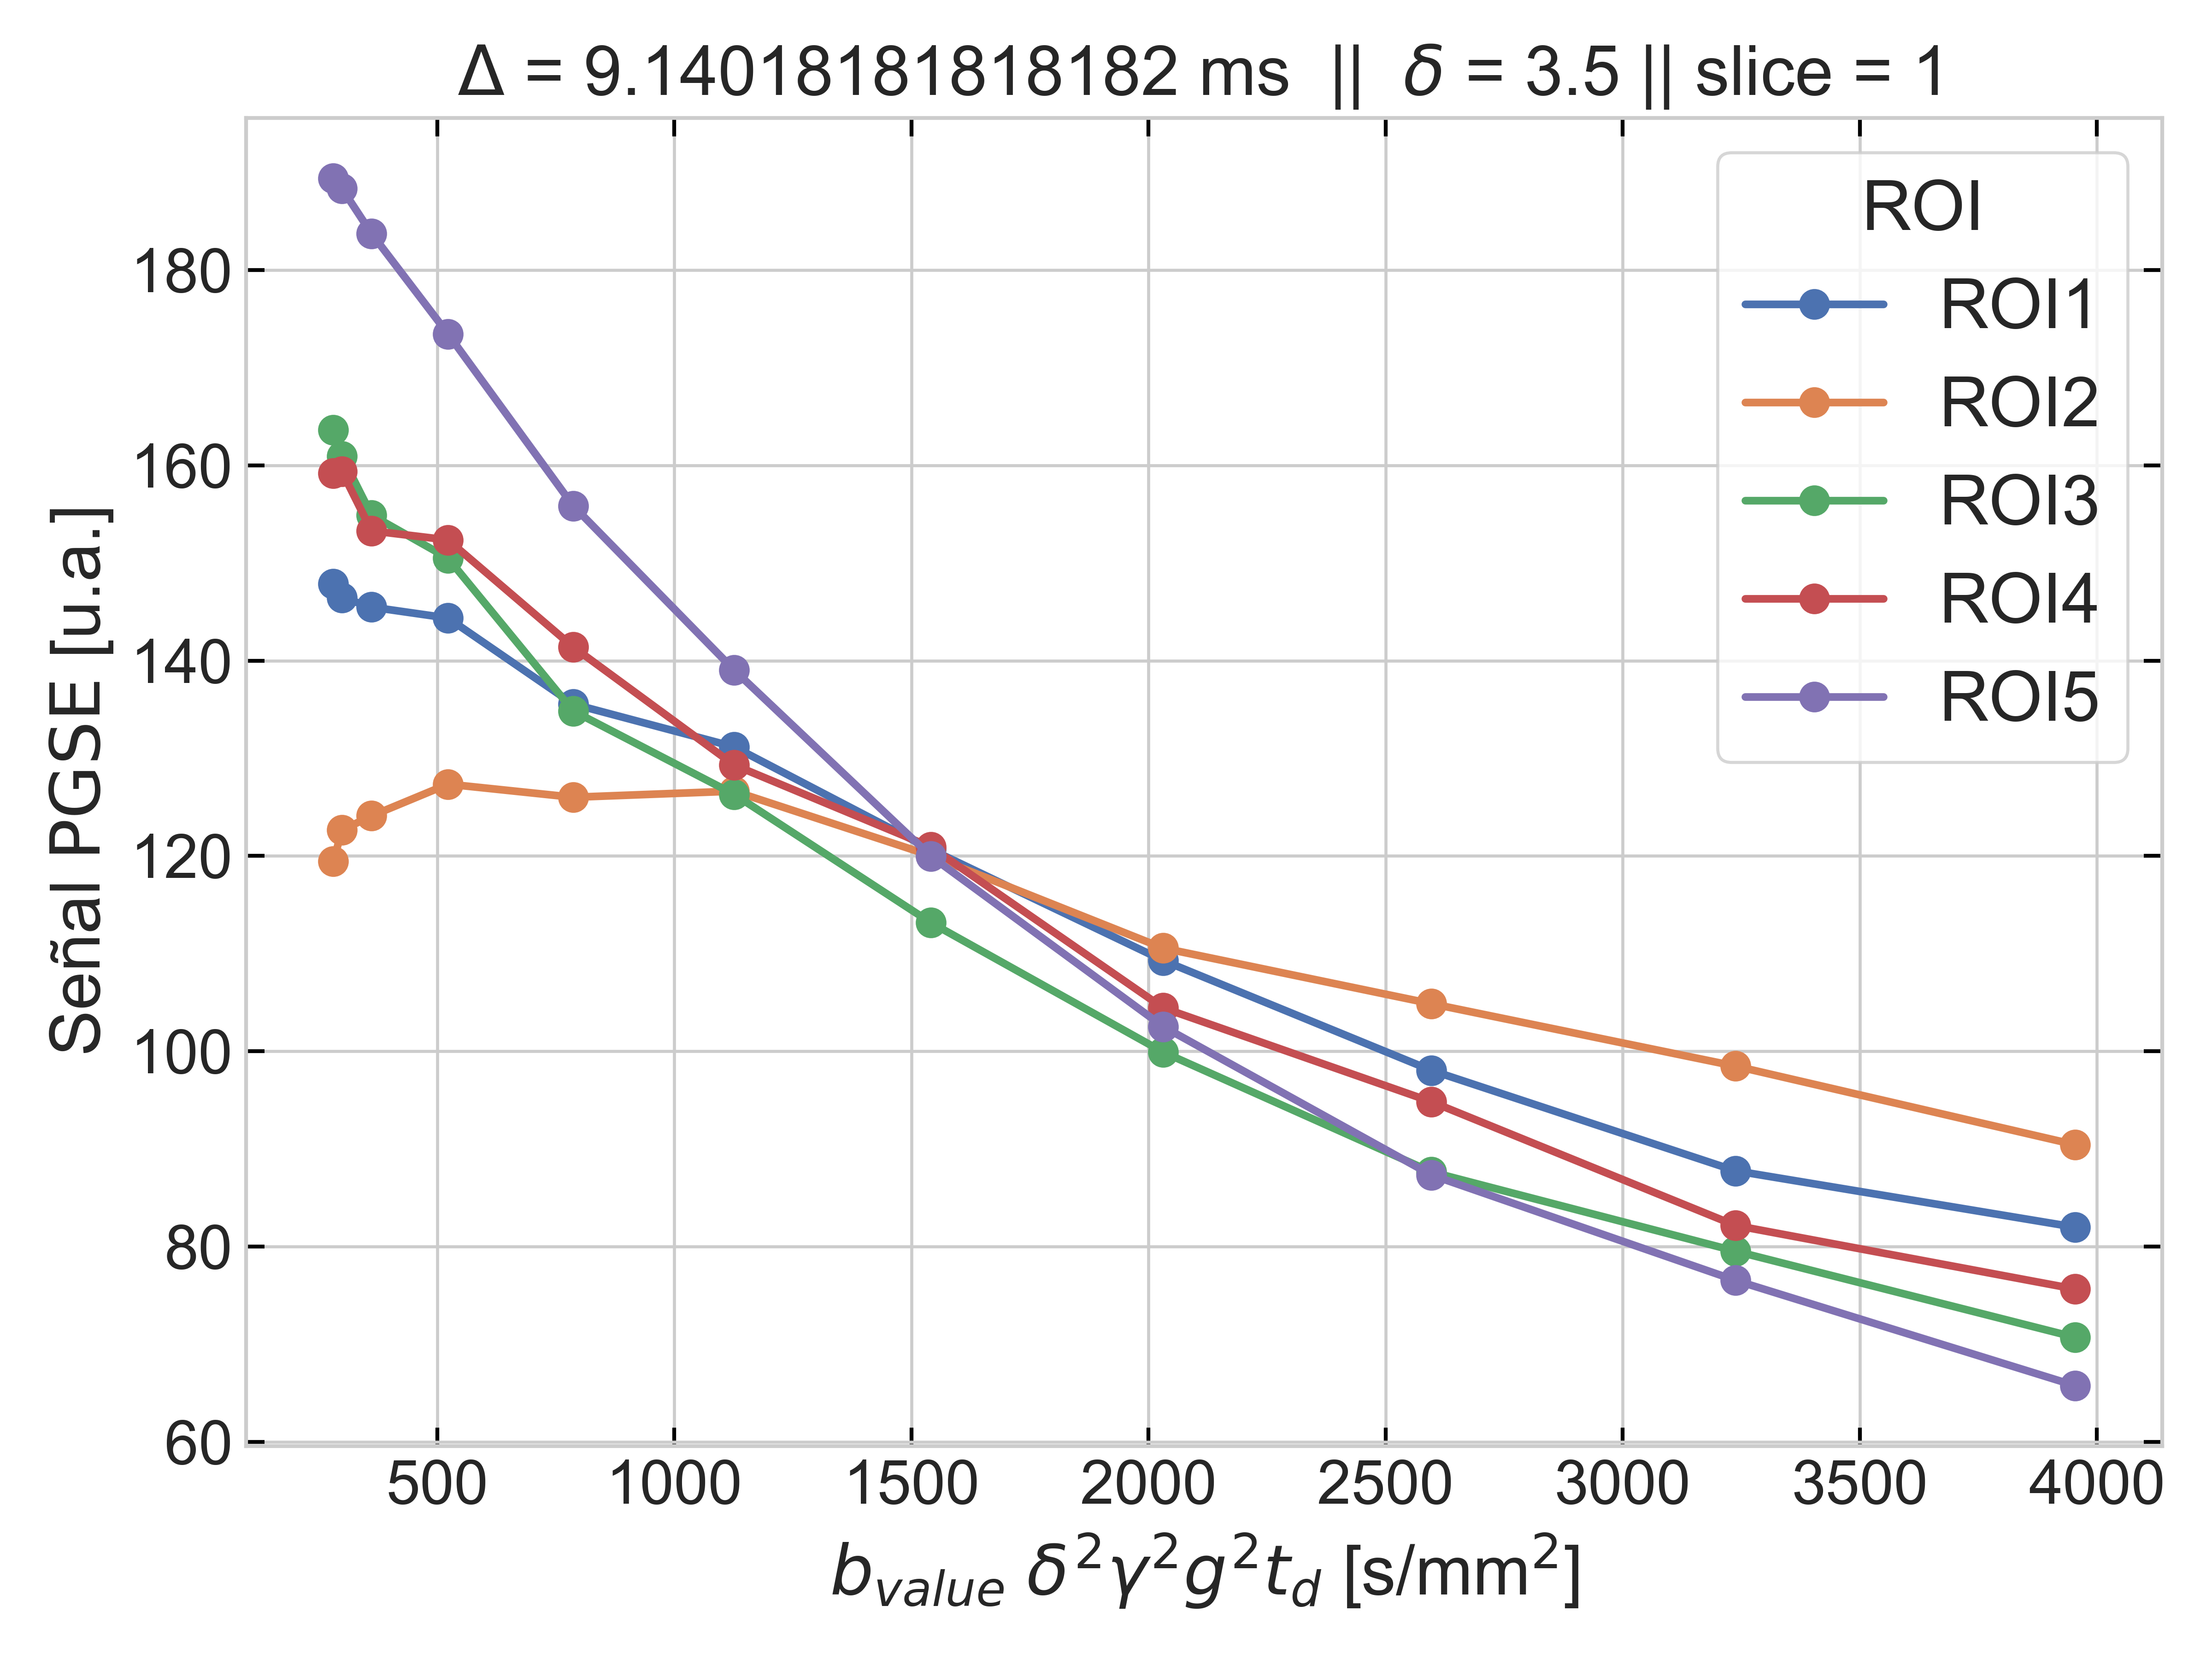 Δ = 9.140181818181818182 ms || δ = 3.5 || slice = 1
Señal PGSE [u.a.]
180
160
140
120
100
80
60
ROI
ROI1
ROI2
ROI3
ROI4
ROI5
500 1000 1500 2000 2500 3000 3500 4000
b_value δ²γ²g²t_d [s/mm²]